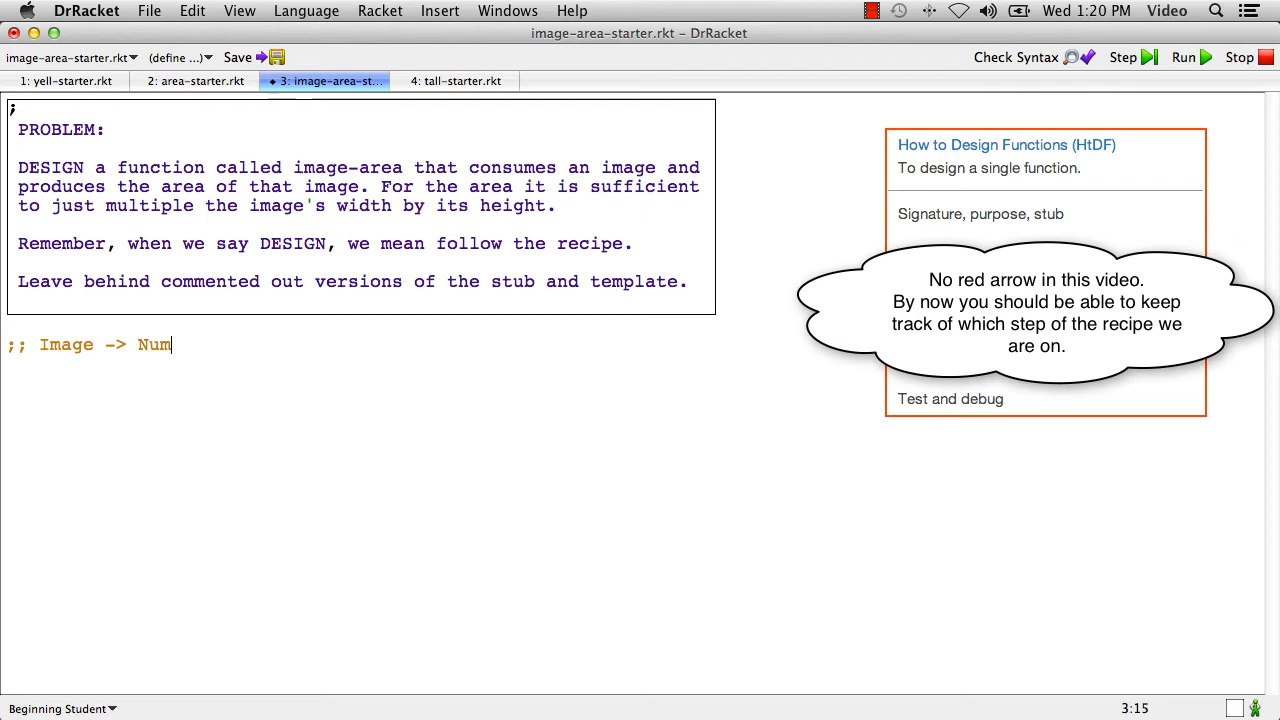 DrRacket File Edit View Language Racket Insert Windows Help Wed 1:20 PM Video
image-area-starter.rkt – DrRacket
image-area-starter.rkt (define ...) Save Check Syntax Step Run Stop
1: yell-starter.rkt 2: area-starter.rkt • 3: image-area-st... 4: tall-starter.rkt
;
PROBLEM:
DESIGN a function called image-area that consumes an image and
produces the area of that image. For the area it is sufficient
to just multiple the image's width by its height.
Remember, when we say DESIGN, we mean follow the recipe.
Leave behind commented out versions of the stub and template.
;; Image -> Num
How to Design Functions (HtDF)
To design a single function.
Signature, purpose, stub
No red arrow in this video.
By now you should be able to keep
track of which step of the recipe we
are on.
Test and debug
Beginning Student 3:15